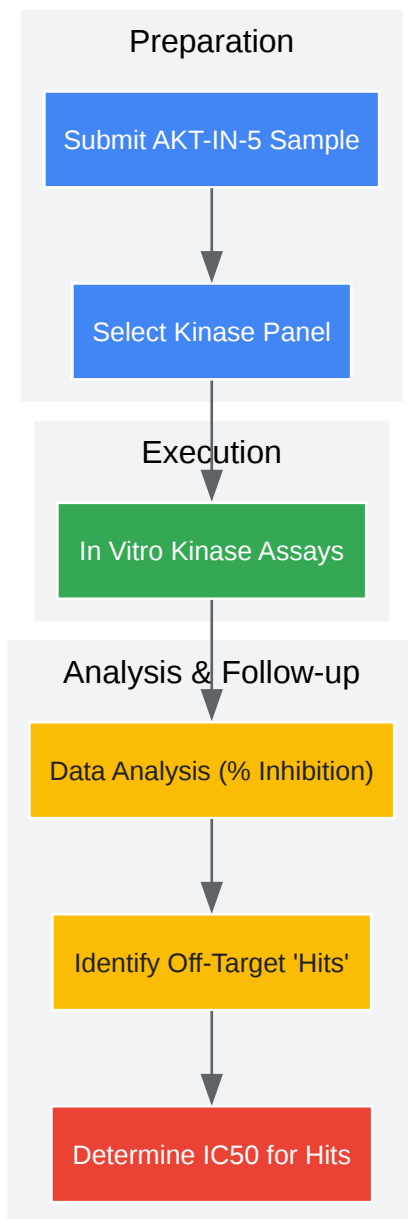 Preparation
Submit AKT-IN-5 Sample
Select Kinase Panel
Execution
In Vitro Kinase Assays
Analysis & Follow-up
Data Analysis (% Inhibition)
Identify Off-Target 'Hits'
Determine IC50 for Hits